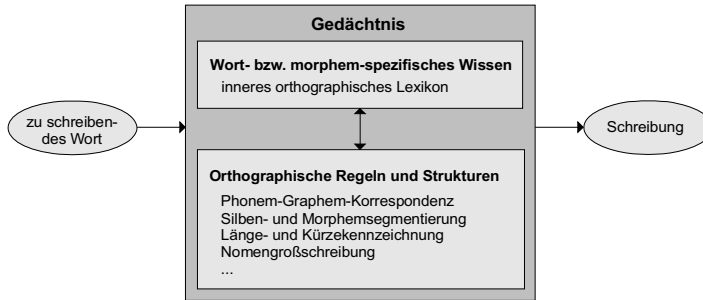 Gedächtnis
Wort- bzw. morphem-spezifisches Wissen
inneres orthographisches Lexikon
zu schreiben-
des Wort
Schreibung
Orthographische Regeln und Strukturen
Phonem-Graphem-Korrespondenz
Silben- und Morphemsegmentierung
Länge- und Kürzekennzeichnung
Nomengroßschreibung
...